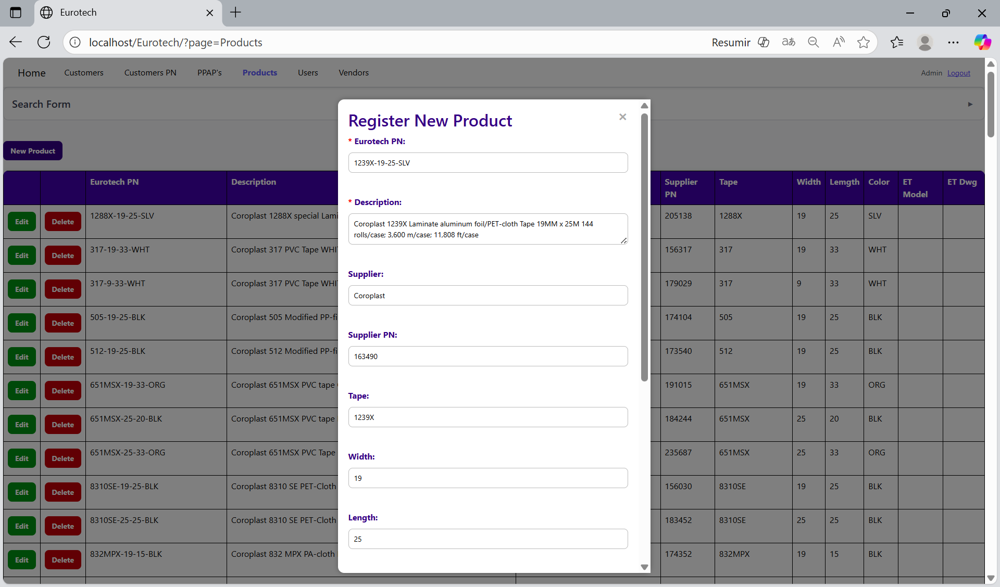 Eurotech
localhost/Eurotech/?page=Products
Resumir
Home Customers Customers PN PPAP's Products Users Vendors Admin Logout
Search Form
New Product
Eurotech PN Description Supplier PN Tape Width Lemgth Color ET Model ET Dwg
Edit Delete 1288X-19-25-SLV Coroplast 1288X special Lami 205138 1288X 19 25 SLV
Edit Delete 317-19-33-WHT Coroplast 317 PVC Tape WHI 156317 317 19 33 WHT
Edit Delete 317-9-33-WHT Coroplast 317 PVC Tape WHI 179029 317 9 33 WHT
Edit Delete 505-19-25-BLK Coroplast 505 Modified PP-fi 174104 505 19 25 BLK
Edit Delete 512-19-25-BLK Coroplast 512 Modified PP-fi 173540 512 19 25 BLK
Edit Delete 651MSX-19-33-ORG Coroplast 651MSX PVC tape 191015 651MSX 19 33 ORG
Edit Delete 651MSX-25-20-BLK Coroplast 651MSX PVC tape 184244 651MSX 25 20 BLK
Edit Delete 651MSX-25-33-ORG Coroplast 651MSX PVC Tape 235687 651MSX 25 33 ORG
Edit Delete 8310SE-19-25-BLK Coroplast 8310 SE PET-Cloth 156030 8310SE 19 25 BLK
Edit Delete 8310SE-25-25-BLK Coroplast 8310 SE PET-Cloth 183452 8310SE 25 25 BLK
Edit Delete 832MPX-19-15-BLK Coroplast 832 MPX PA-cloth 174352 832MPX 19 15 BLK
Register New Product
* Eurotech PN:
1239X-19-25-SLV
* Description:
Coroplast 1239X Laminate aluminum foil/PET-cloth Tape 19MM x 25M 144
rolls/case; 3,600 m/case; 11,808 ft/case
Supplier:
Coroplast
Supplier PN:
163490
Tape:
1239X
Width:
19
Length:
25